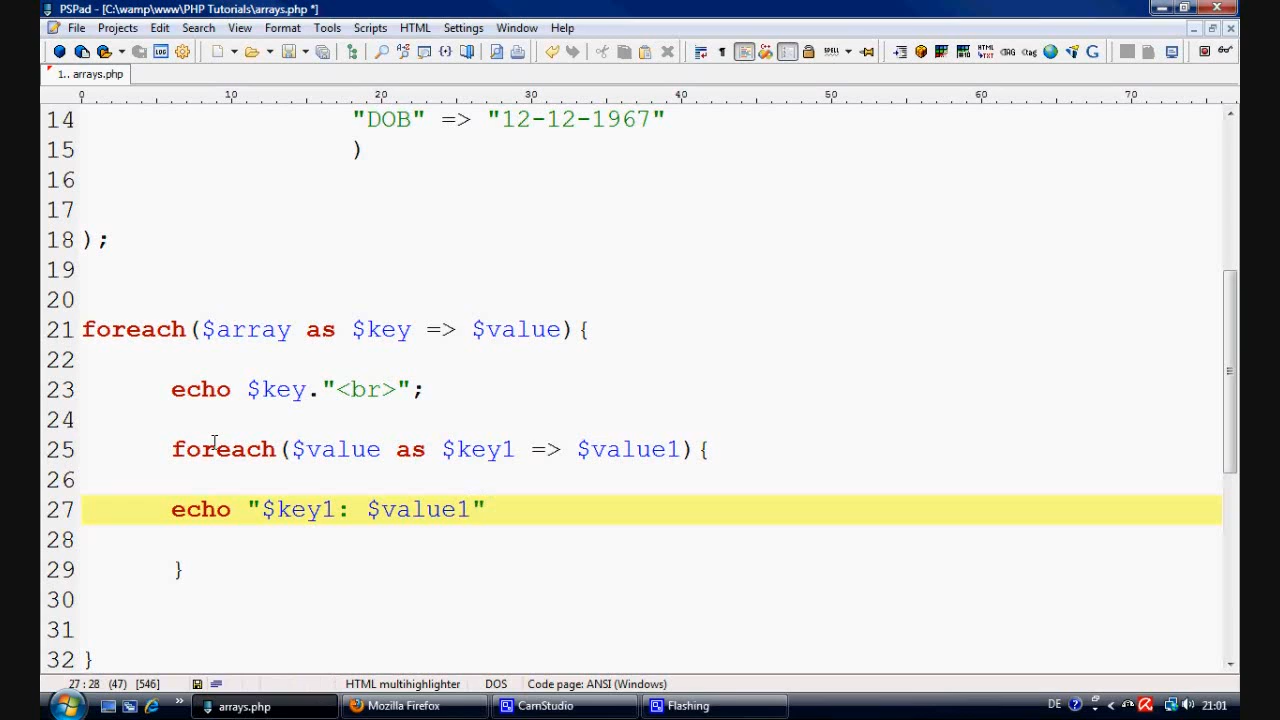 PSPad - [C:\wamp\www\PHP Tutorials\arrays.php *]
File Projects Edit Search View Format Tools Scripts HTML Settings Window Help
1.. arrays.php
0 10 20 30 40 50 60 70
14 "DOB" => "12-12-1967"
15 )
16
17
18 );
19
20
21 foreach($array as $key => $value){
22
23 echo $key."<br>";
24
25 foreach($value as $key1 => $value1){
26
27 echo "$key1: $value1"
28
29 }
30
31
32 }
27 : 28 (47) [546] HTML multihighlighter DOS Code page: ANSI (Windows)
arrays.php Mozilla Firefox CamStudio Flashing DE 21:01